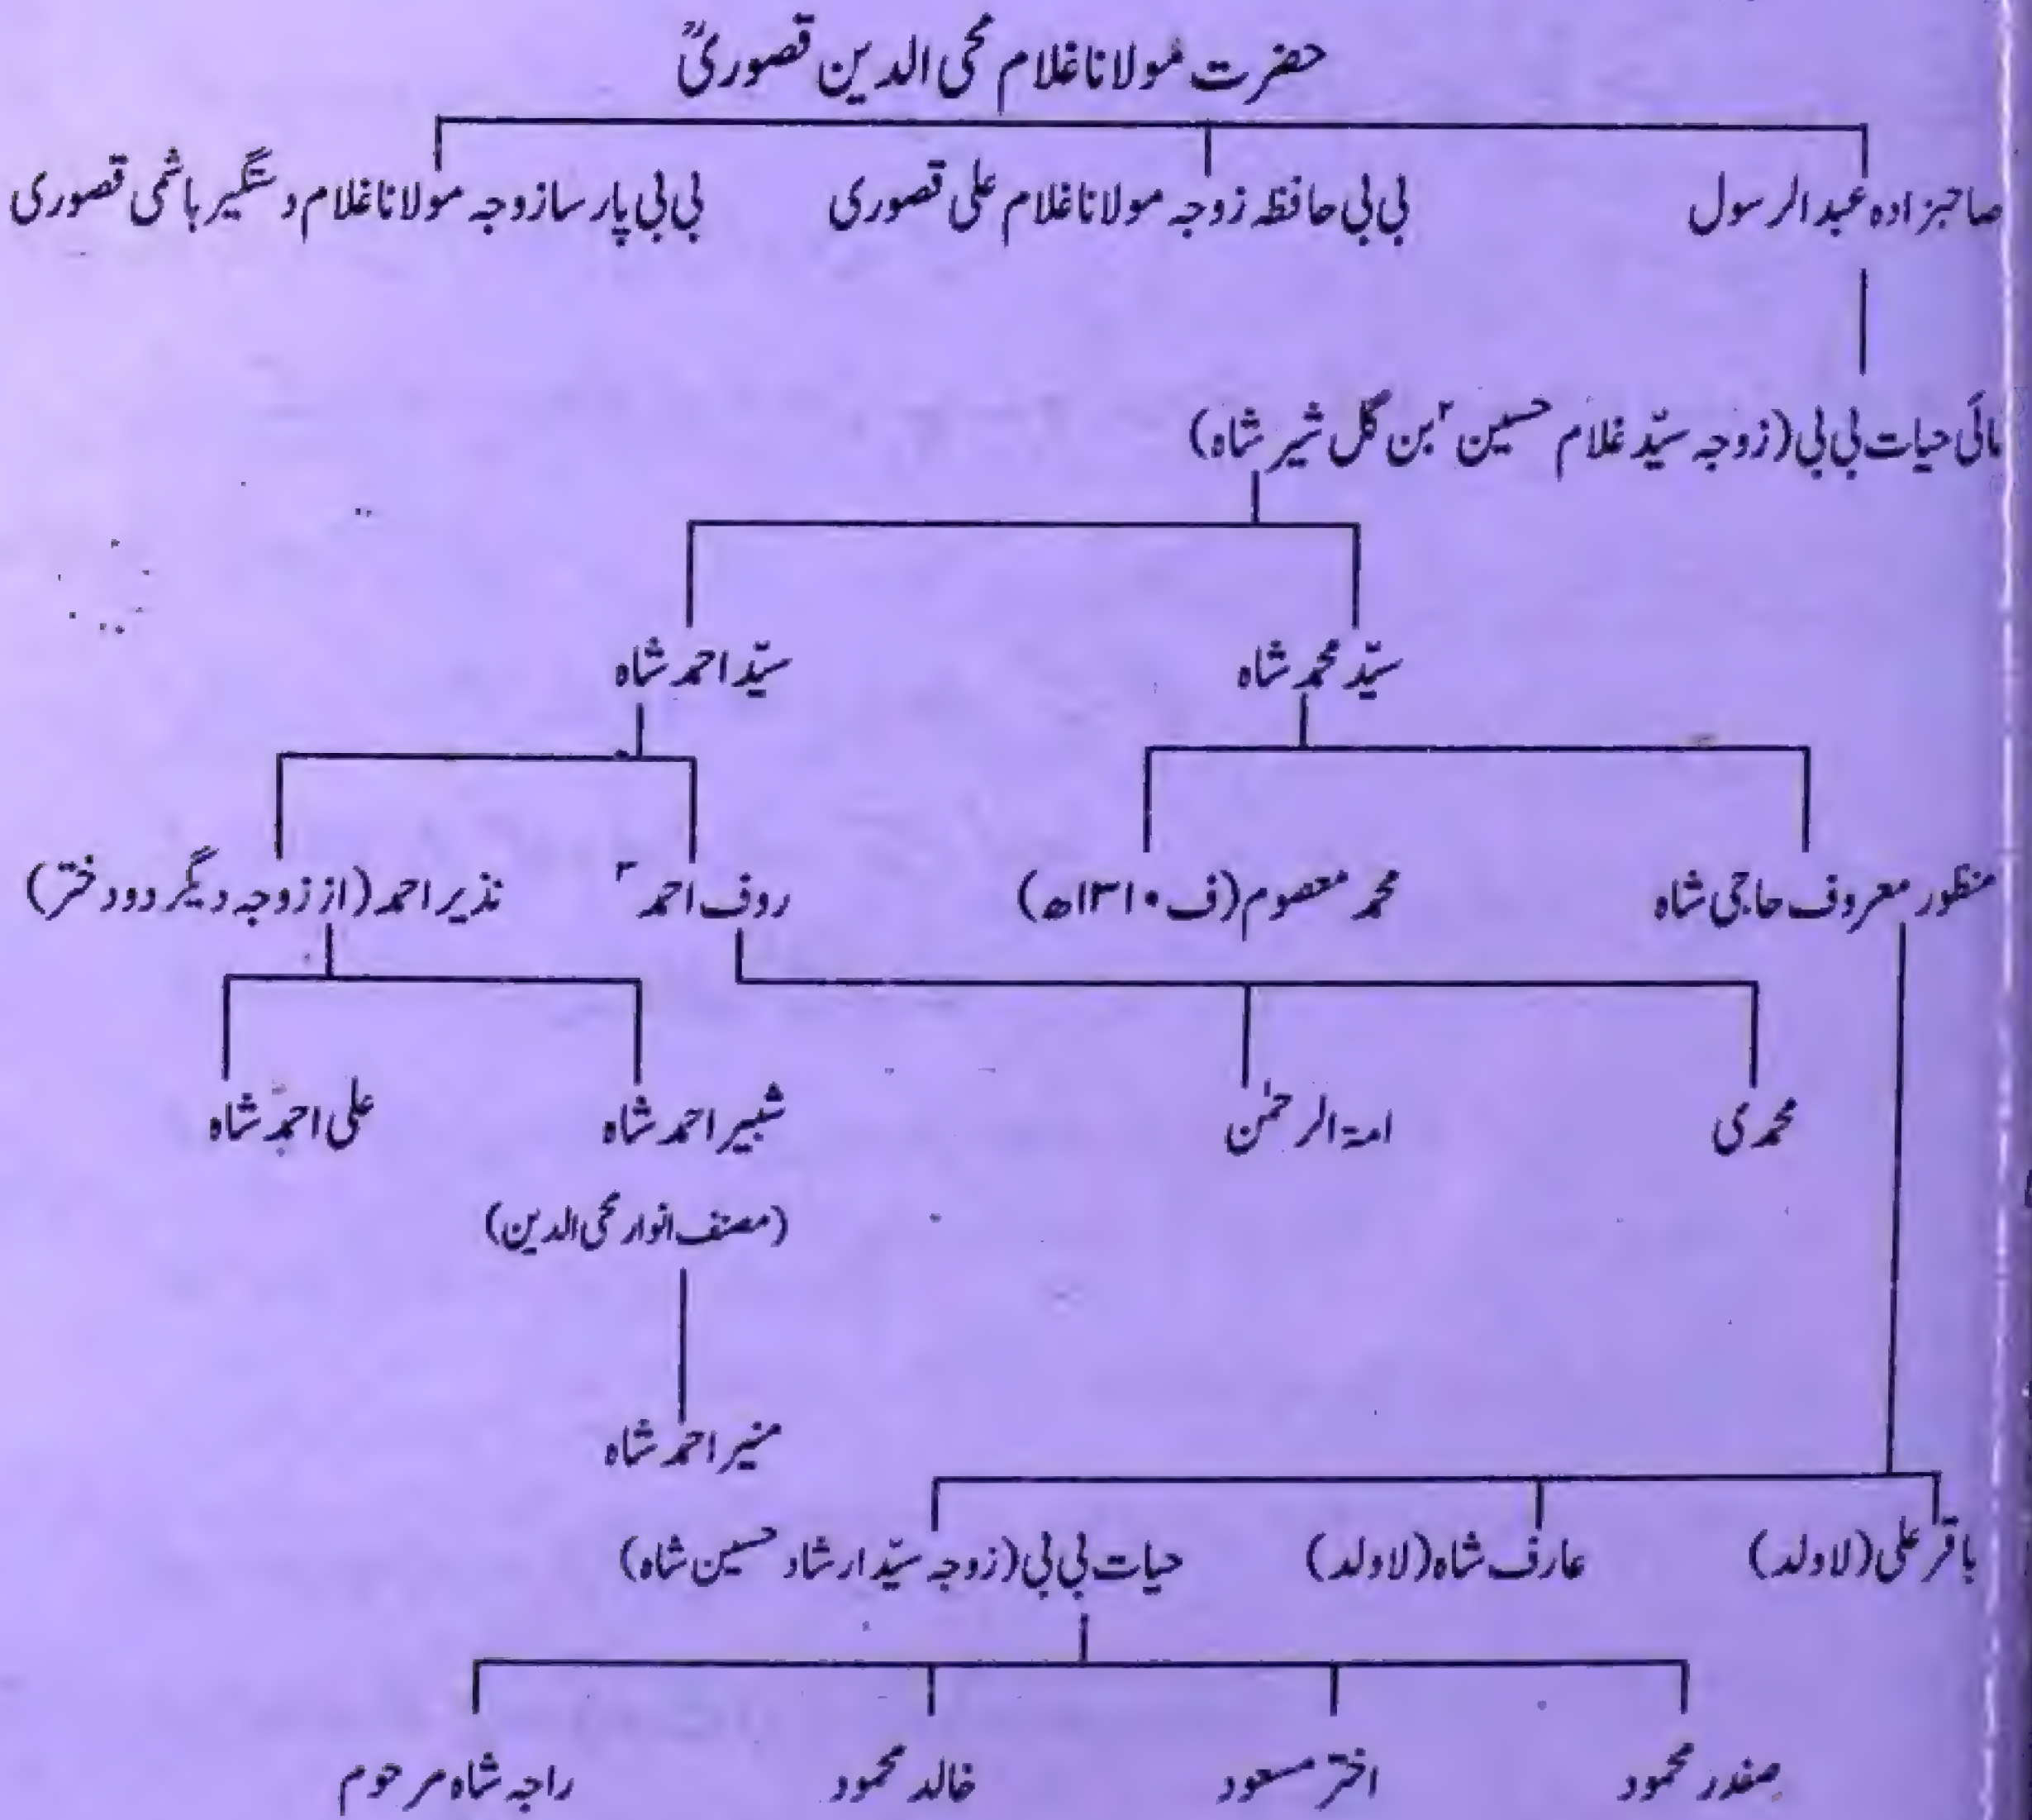 حضرت مولانا غلام محی الدین قصوریؒ
صاحبزادہ عبدالرسول بی بی حافظہ زوجہ مولانا غلام علی قصوری بی بی پارسا زوجہ مولانا غلام دستگیر ہاشمی قصوری
مائی حیات بی بی (زوجہ سیّد غلام حسین ۲ بن گل شیر شاہ)
سیّد محمد شاہ سیّد احمد شاہ
منظور معروف حاجی شاہ محمد معصوم (ف ۱۳۱۰ھ) روف احمد ۳ نذیر احمد (از زوجہ دیگر دو دختر)
محمدی امۃ الرحمٰن شبیر احمد شاہ علی احمد شاہ
(مصنف انوار محی الدین)
منیر احمد شاہ
باقر علی (لاولد) عارف شاہ (لاولد) حیات بی بی (زوجہ سیّد ارشاد حسین شاہ)
صفدر محمود اختر مسعود خالد محمود راجہ شاہ مرحوم